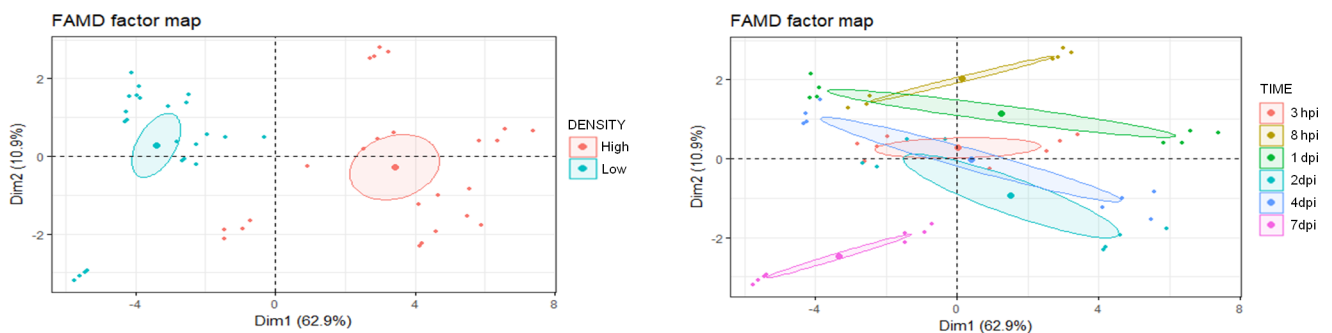 FAMD factor map
Dim2 (10.9%)
2
0
-2
-4
0
4
8
Dim1 (62.9%)
DENSITY
High
Low
FAMD factor map
Dim2 (10.9%)
2
0
-2
-4
0
4
8
Dim1 (62.9%)
TIME
3 hpi
8 hpi
1 dpi
2dpi
4dpi
7dpi